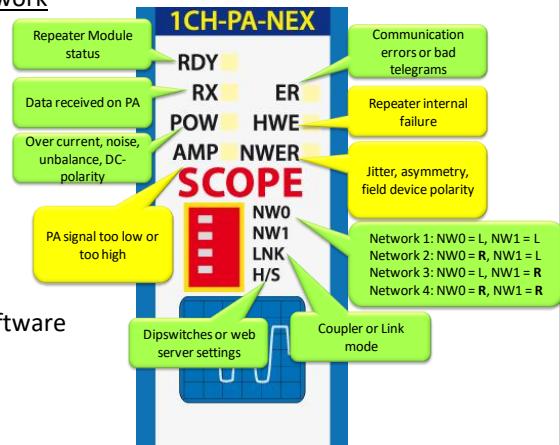 work
1CH-PA-NEX
Repeater Module
status
Communication
errors or bad
telegrams
RDY
Data received on PA
RX
ER
Repeater internal
failure
Over current, noise,
unbalance, DC-
polarity
POW
HWE
AMP
NWER
Jitter, asymmetry,
field device polarity
SCOPE
PA signal too low or
too high
NW0
NW1
LNK
H/S
Network 1: NW0 = L, NW1 = L
Network 2: NW0 = R, NW1 = L
Network 3: NW0 = L, NW1 = R
Network 4: NW0 = R, NW1 = R
ftware
Dipswitches or web
server settings
Coupler or Link
mode